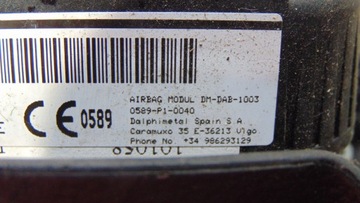 AIRBAG MODUL DM-DAB-1003
0589-P1-0040
Dalphimetal Spain S A
Caramuxo 35 E-36213 Vigo
Phone No. +34 986293129
CE 0589